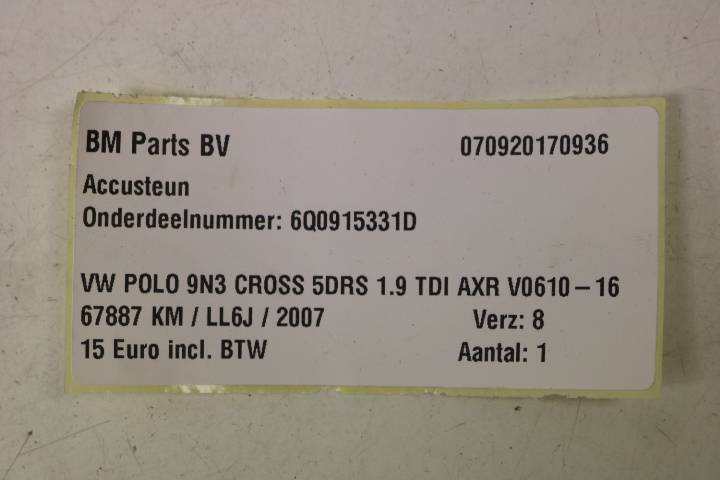 BM Parts BV 070920170936
Accusteun
Onderdeelnummer: 6Q0915331D
VW POLO 9N3 CROSS 5DRS 1.9 TDI AXR V0610-16
67887 KM / LL6J / 2007 Verz: 8
15 Euro incl. BTW Aantal: 1